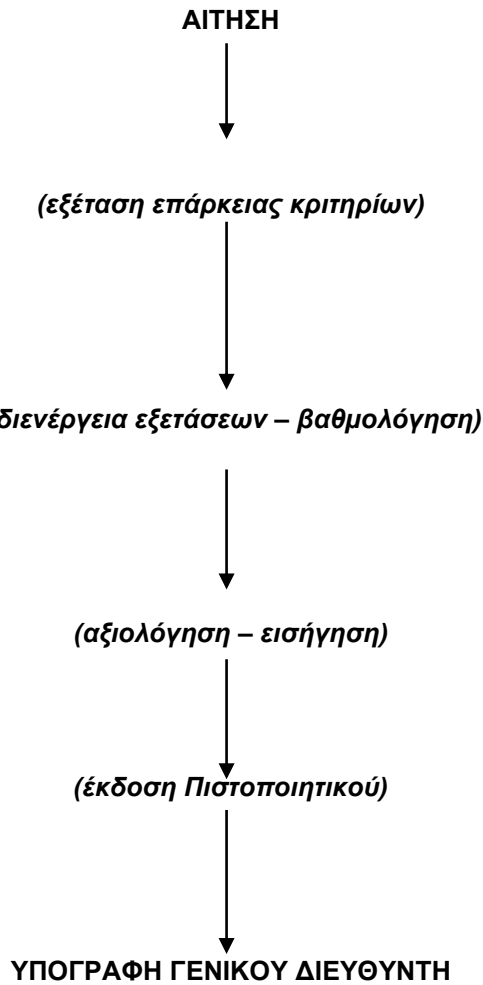 ΑΙΤΗΣΗ
(εξέταση επάρκειας κριτηρίων)
διενέργεια εξετάσεων – βαθμολόγηση)
(αξιολόγηση – εισήγηση)
(έκδοση Πιστοποιητικού)
ΥΠΟΓΡΑΦΗ ΓΕΝΙΚΟΥ ΔΙΕΥΘΥΝΤΗ